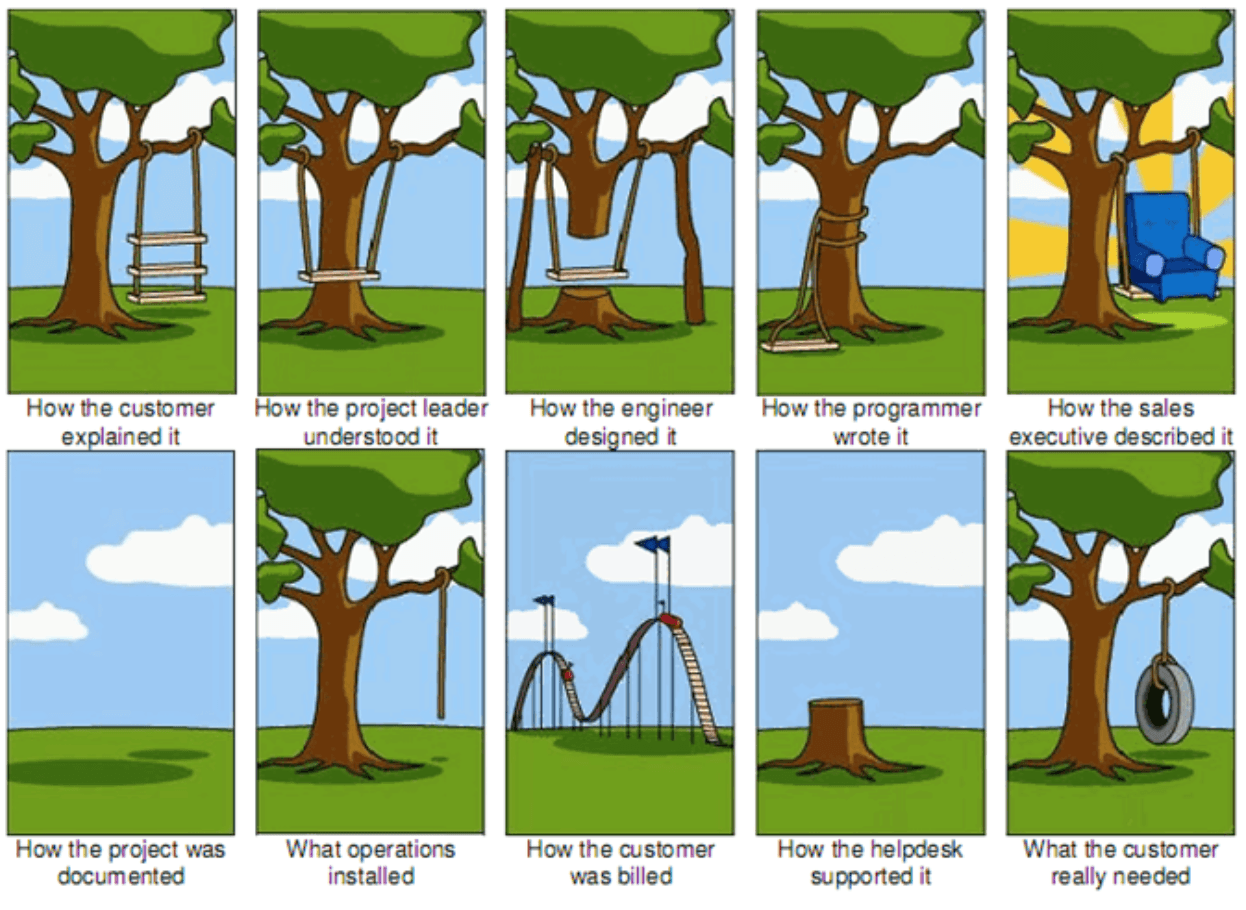 How the customer
explained it
How the project leader
understood it
How the engineer
designed it
How the programmer
wrote it
How the sales
executive described it
How the project was
documented
What operations
installed
How the customer
was billed
How the helpdesk
supported it
What the customer
really needed